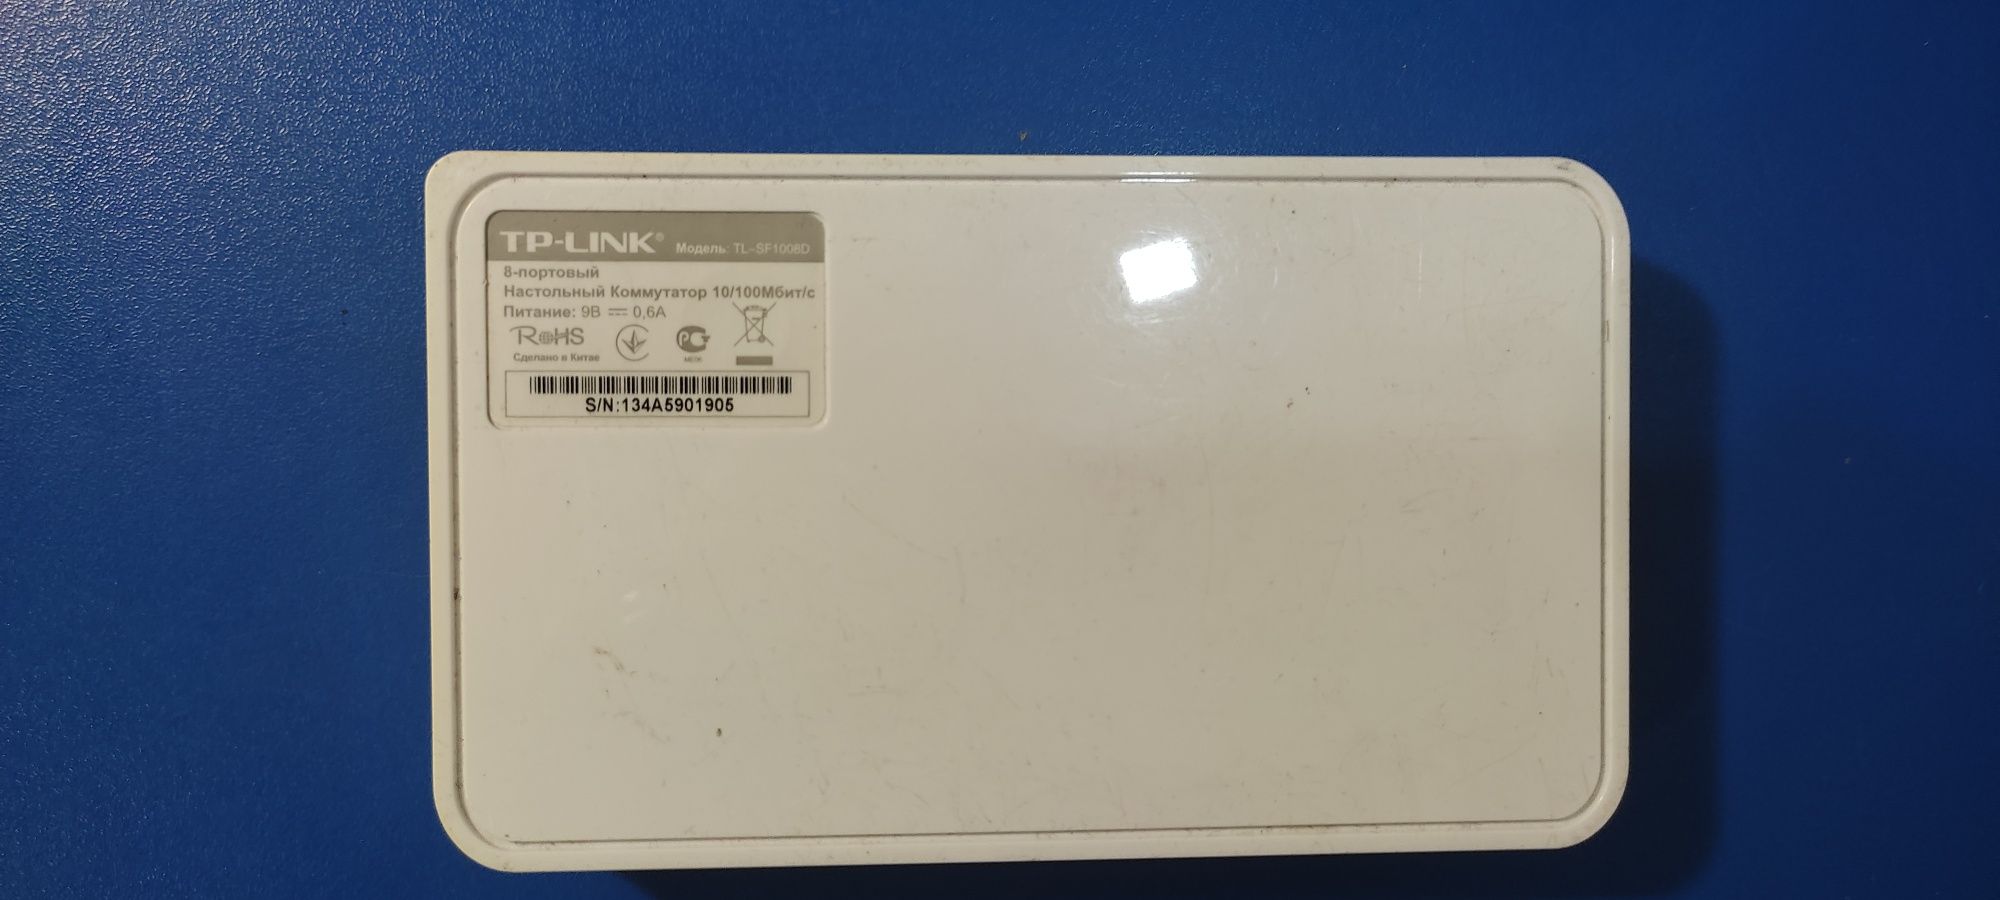 TP-LINK® Модель: TL-SF1008D
8-портовый
Настольный Коммутатор 10/100Мбит/с
Питание: 9В ⎓ 0,6А
RoHS
Сделано в Китае
РС
S/N:134A5901905